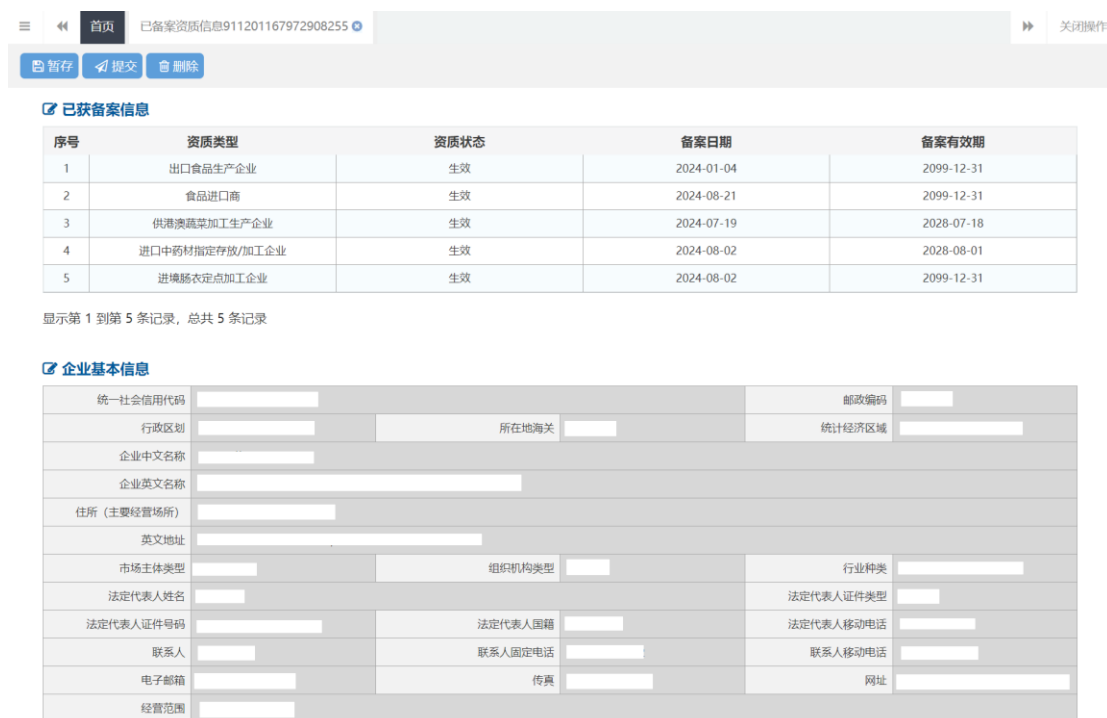 首页 已备案资质信息911201167972908255 关闭操作
暂存 提交 删除
已获备案信息
序号 资质类型 资质状态 备案日期 备案有效期
1 出口食品生产企业 生效 2024-01-04 2099-12-31
2 食品进口商 生效 2024-08-21 2099-12-31
3 供港澳蔬菜加工生产企业 生效 2024-07-19 2028-07-18
4 进口中药材指定存放/加工企业 生效 2024-08-02 2028-08-01
5 进境肠衣定点加工企业 生效 2024-08-02 2099-12-31
显示第 1 到第 5 条记录，总共 5 条记录
企业基本信息
统一社会信用代码 邮政编码
行政区划 所在地海关 统计经济区域
企业中文名称
企业英文名称
住所（主要经营场所）
英文地址
市场主体类型 组织机构类型 行业种类
法定代表人姓名 法定代表人证件类型
法定代表人证件号码 法定代表人国籍 法定代表人移动电话
联系人 联系人固定电话 联系人移动电话
电子邮箱 传真 网址
经营范围